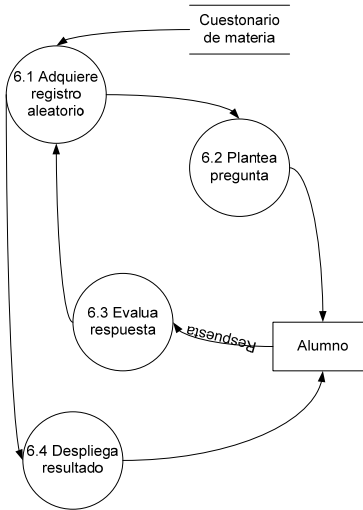 Cuestonario
de materia
6.1 Adquiere
registro
aleatorio
6.2 Plantea
pregunta
6.3 Evalua
respuesta
Respuesta
Alumno
6.4 Despliega
resultado